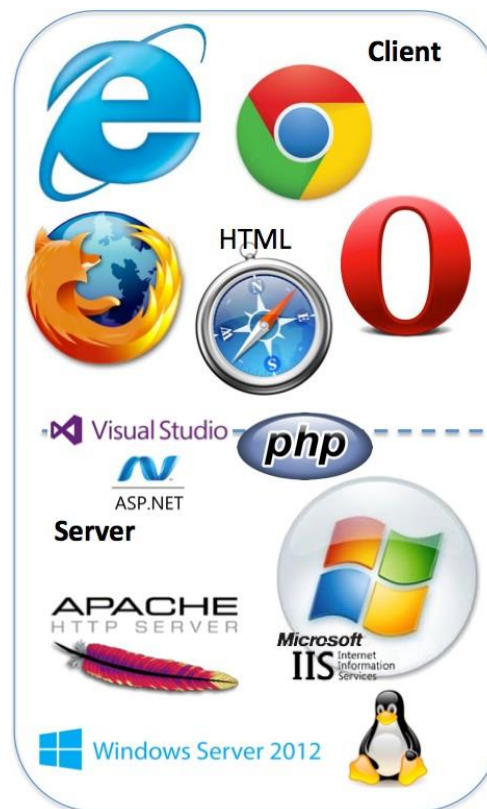 Client
HTML
N
E
S
W
Visual Studio
php
ASP.NET
Server
APACHE
HTTP SERVER
Microsoft
IIS Internet
Information
Services
Windows Server 2012